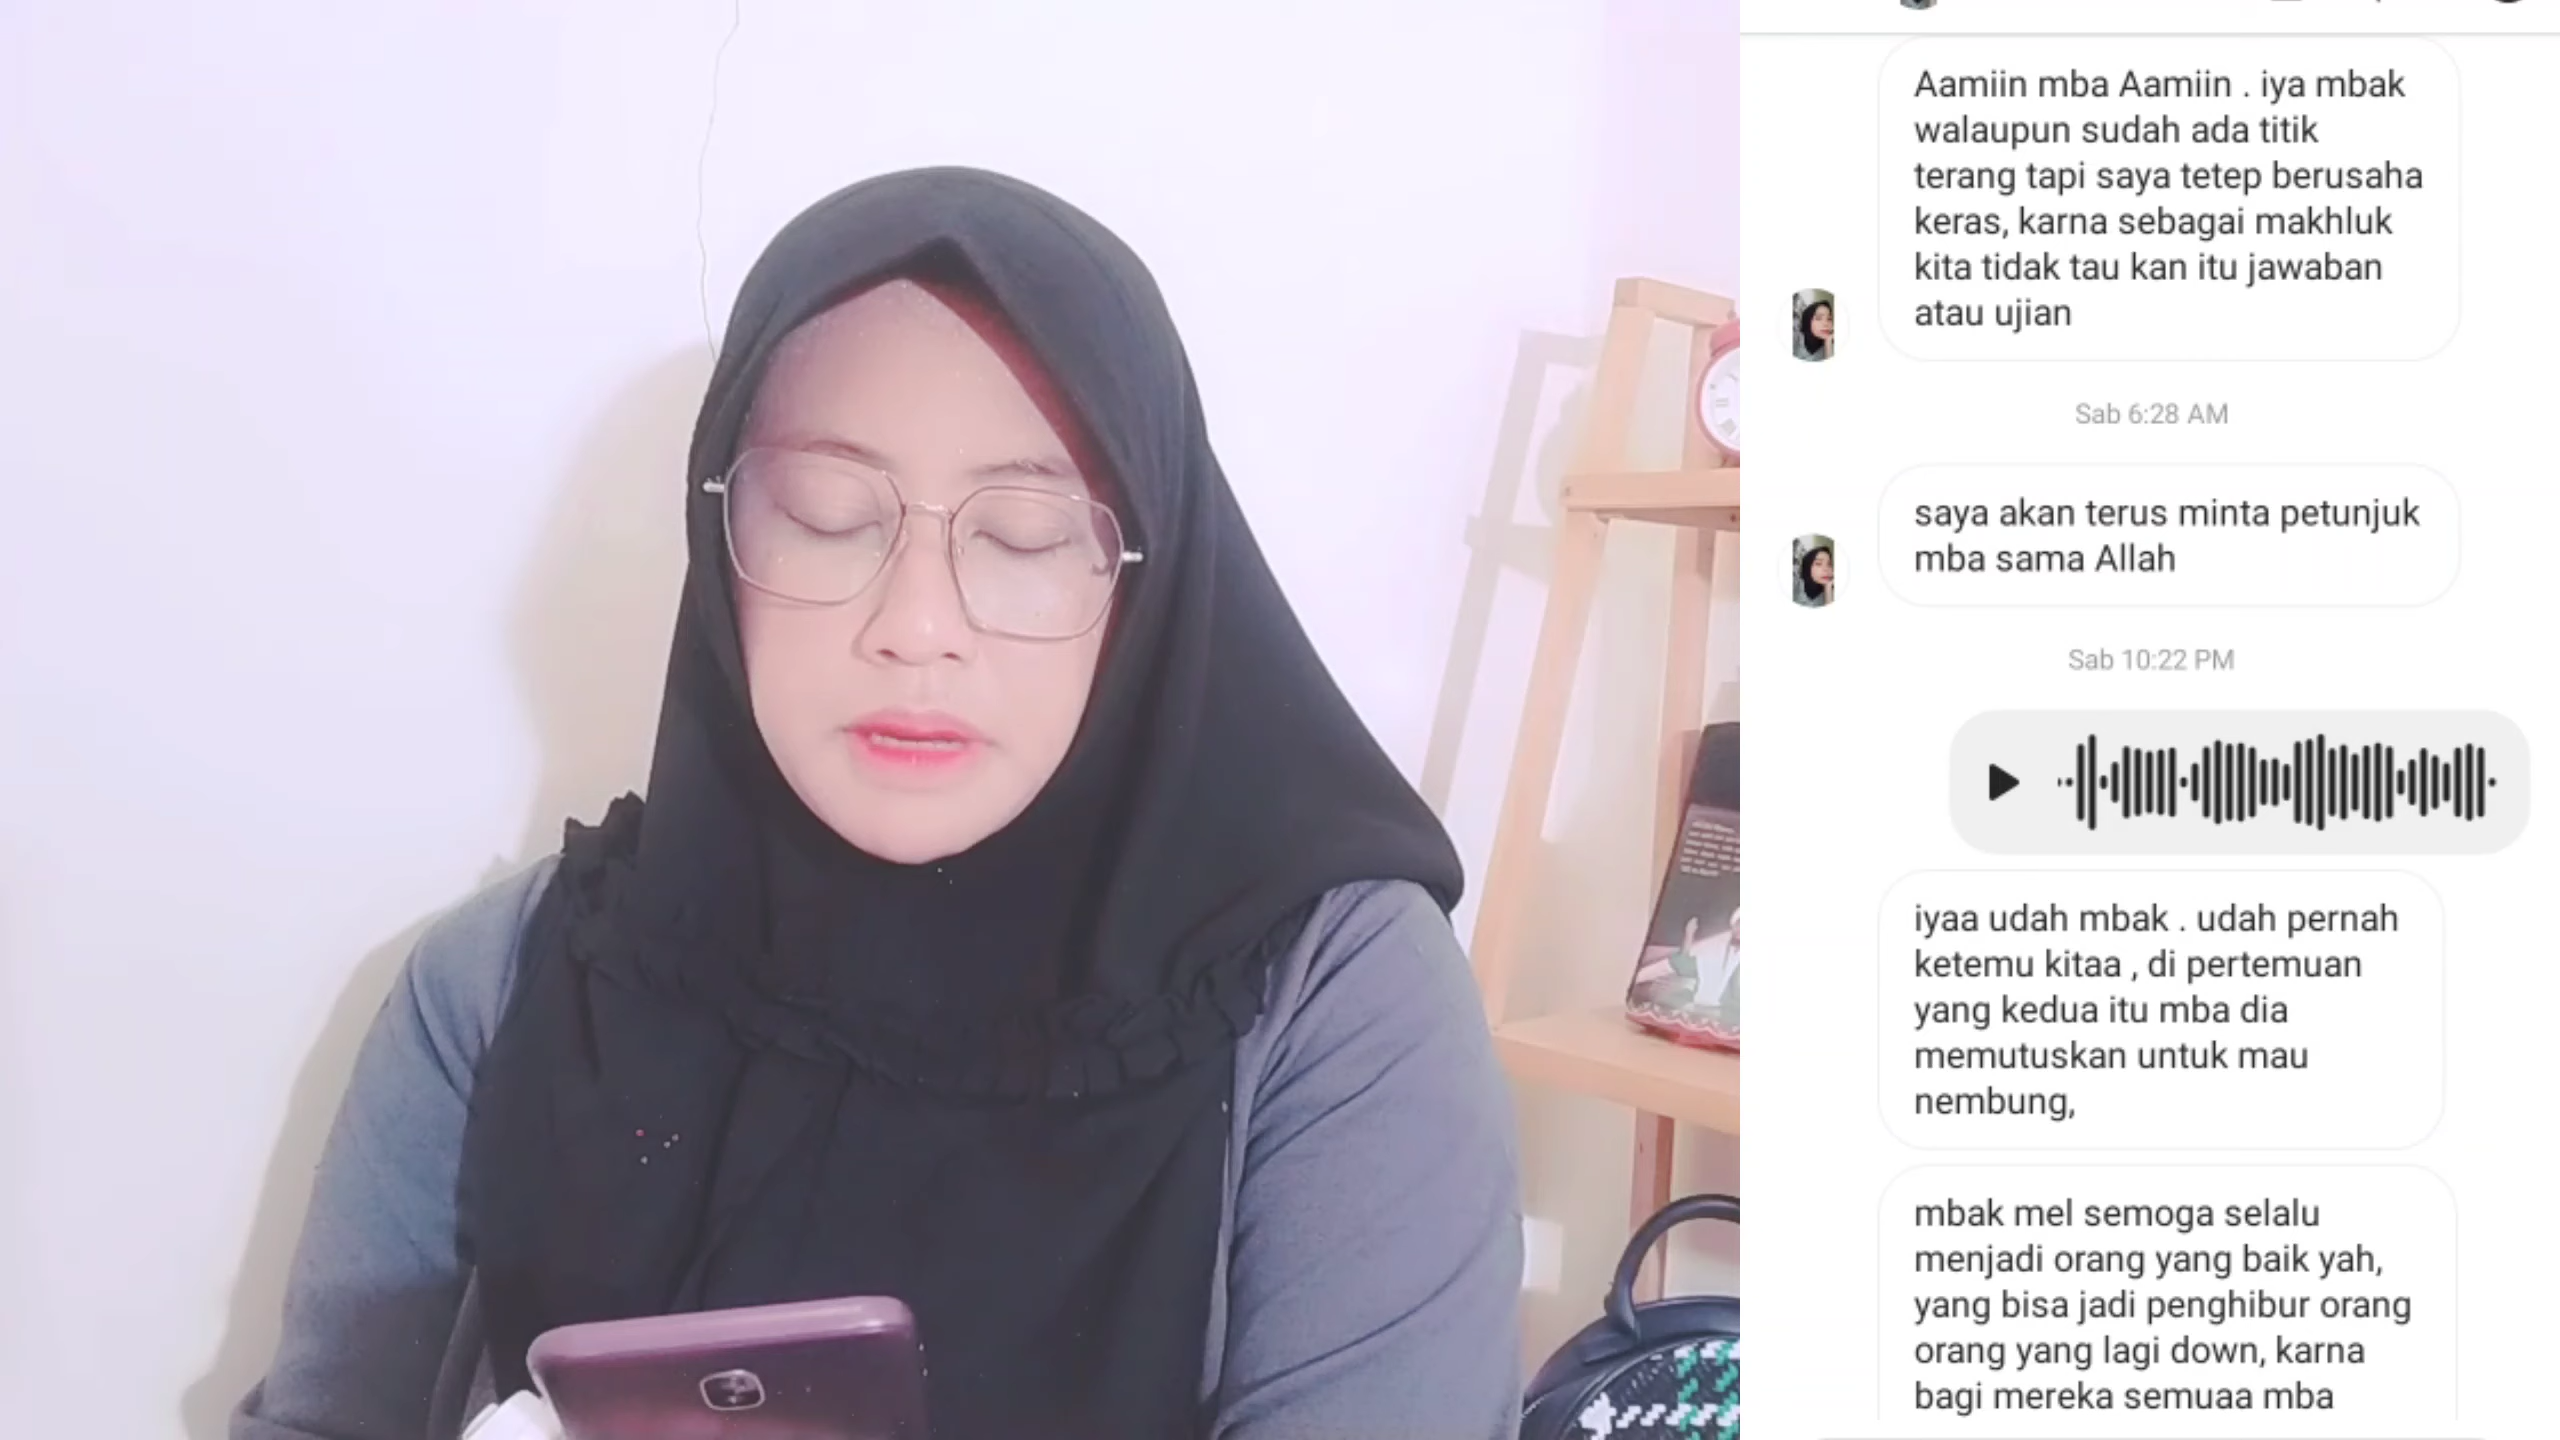 Aamiin mba Aamiin . iya mbak
walaupun sudah ada titik
terang tapi saya tetep berusaha
keras, karna sebagai makhluk
kita tidak tau kan itu jawaban
atau ujian
Sab 6:28 AM
saya akan terus minta petunjuk
mba sama Allah
Sab 10:22 PM
iyaa udah mbak . udah pernah
ketemu kitaa , di pertemuan
yang kedua itu mba dia
memutuskan untuk mau
nembung,
mbak mel semoga selalu
menjadi orang yang baik yah,
yang bisa jadi penghibur orang
orang yang lagi down, karna
bagi mereka semuaa mba